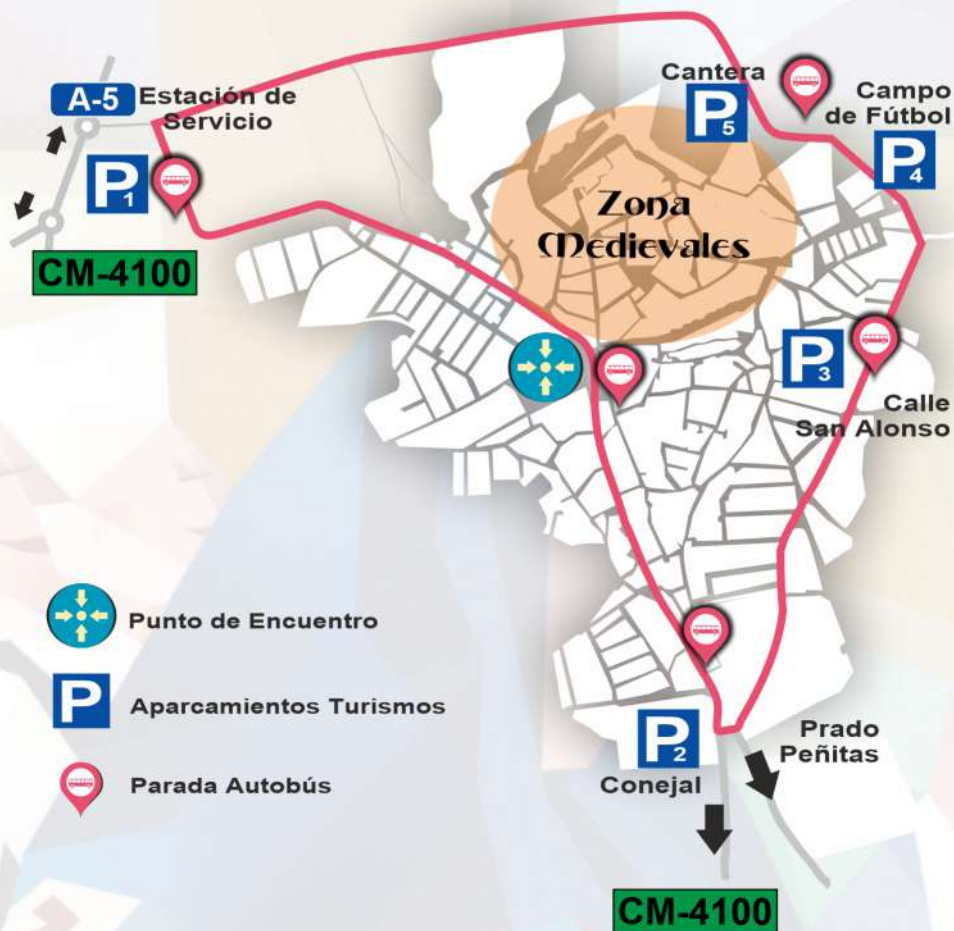 A-5
Estación de
Servicio
P1
CM-4100
Cantera
P5
Campo
de Fútbol
P4
Zona
Medievales
P3
Calle
San Alonso
Punto de Encuentro
P
Aparcamientos Turismos
Parada Autobús
P2
Conejal
Prado
Peñitas
CM-4100